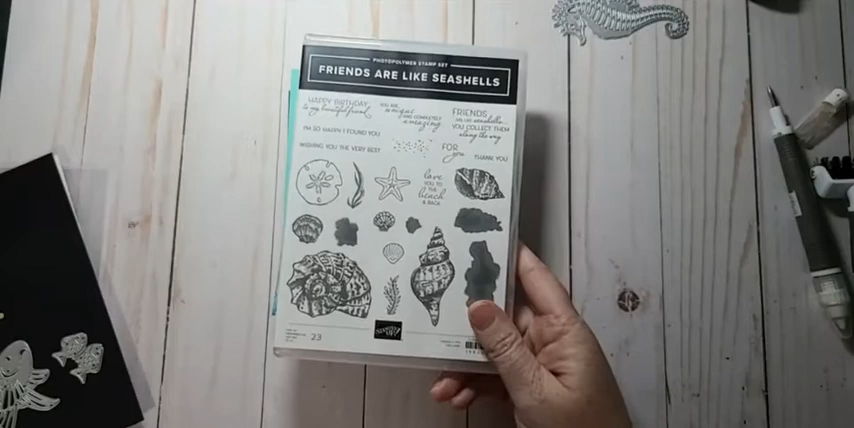 PHOTOPOLYMER STAMP SET
FRIENDS ARE LIKE SEASHELLS
HAPPY BIRTHDAY
to my beautiful friend
YOU ARE
unique
AND COMPLETELY
amazing
FRIENDS
ARE LIKE seashells...
YOU COLLECT THEM
along the way
I'M SO HAPPY I FOUND YOU
WISHING YOU THE VERY BEST
FOR
you
THANK YOU
love
YOU TO
THE
beach
& BACK
23
STAMPIN' UP!